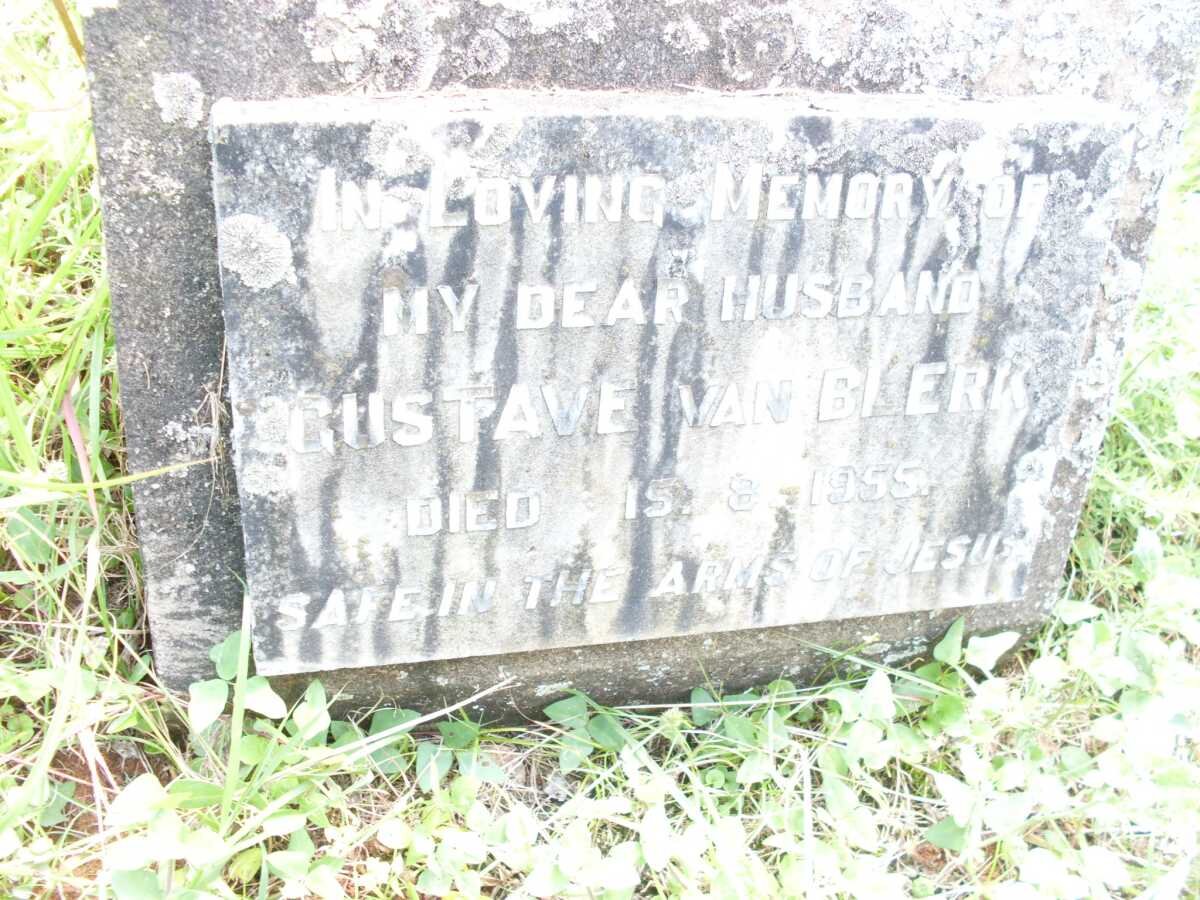 IN LOVING MEMORY OF
MY DEAR HUSBAND
GUSTAVE VAN BLERK
DIED 15. 8. 1955.
SAFE IN THE ARMS OF JESUS